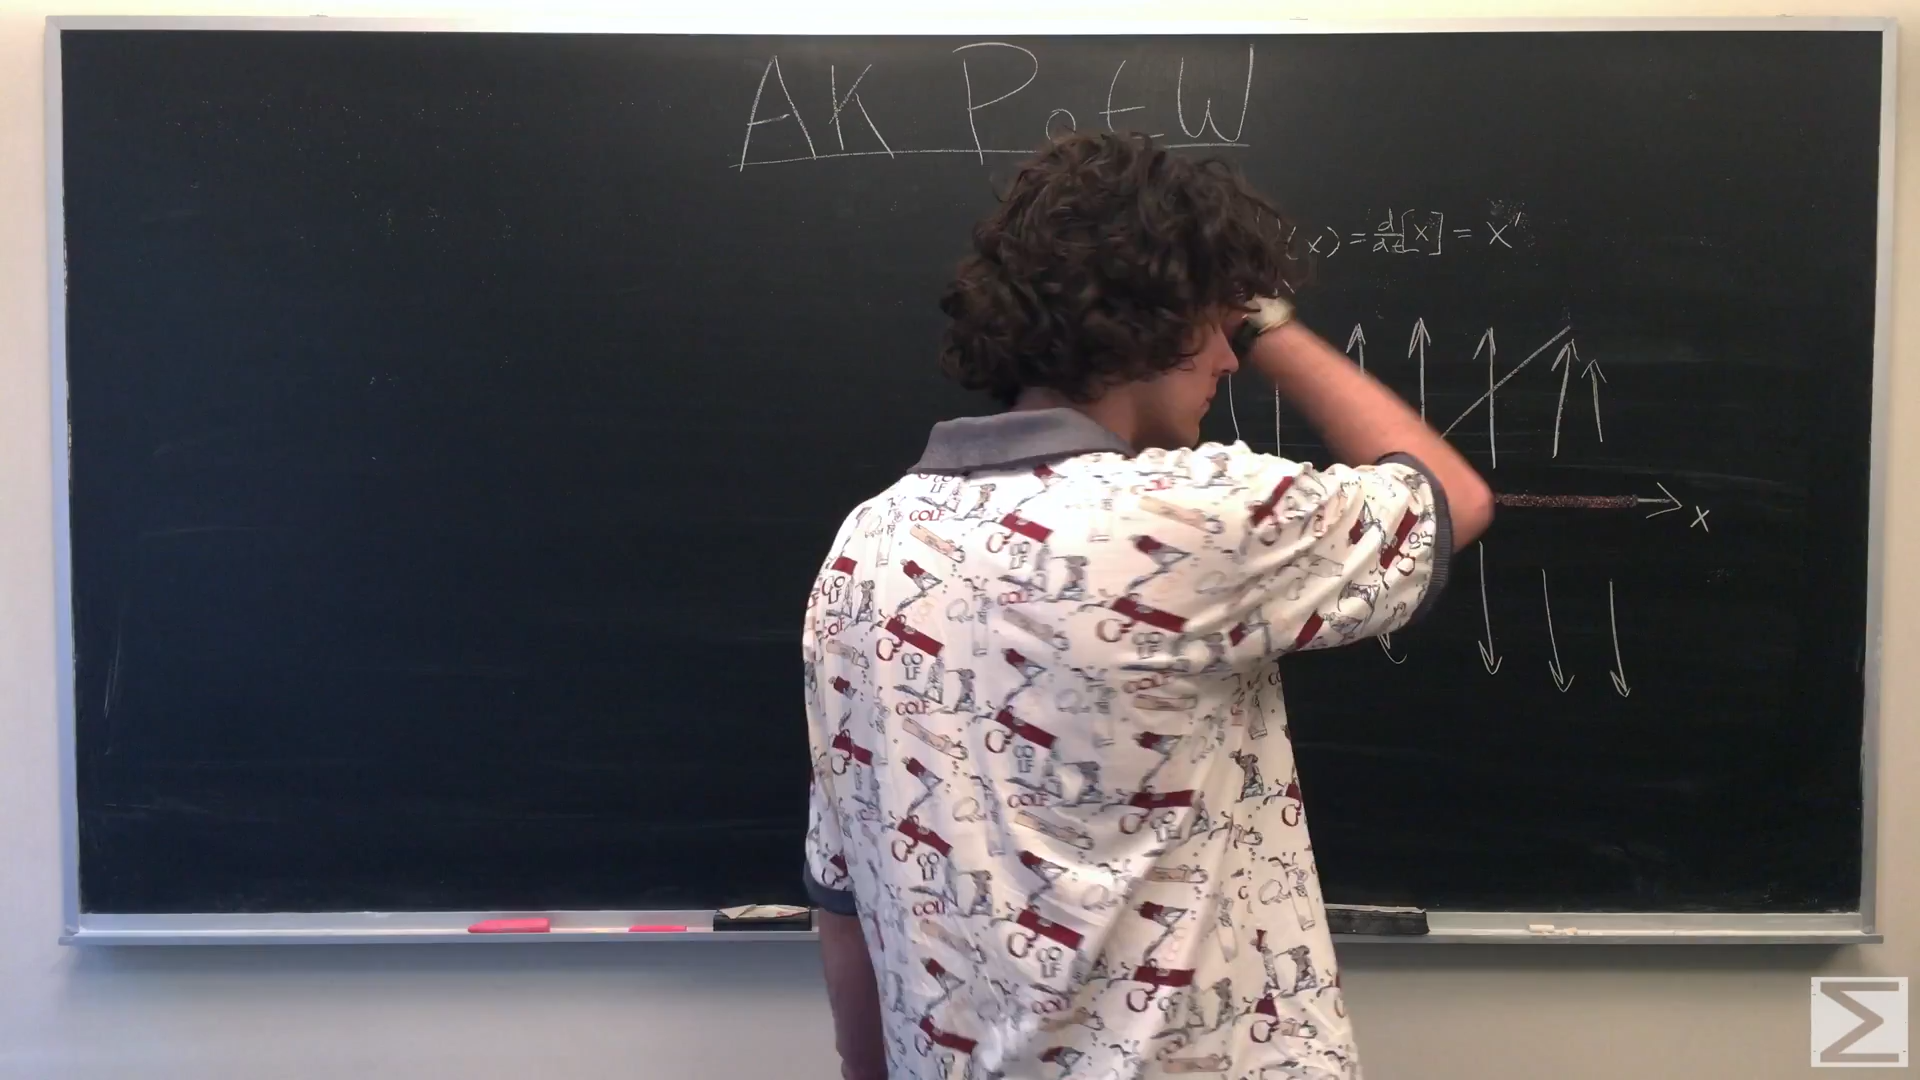 AK PotW
(x) = d/dt[x] = x'
x
GOLF
Σ